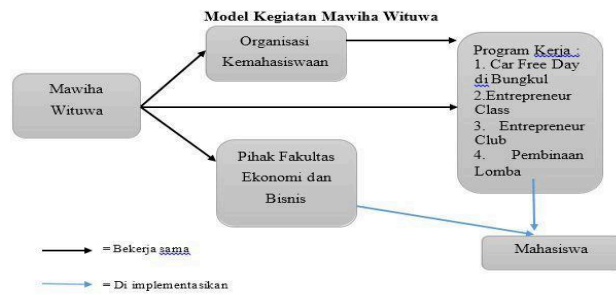 Model Kegiatan Mawiha Wituwa
Mawiha
Wituwa
Organisasi
Kemahasiswaan
Pihak Fakultas
Ekonomi dan
Bisnis
Program Kerja :
1. Car Free Day
di Bungkul
2.Entrepreneur
Class
3. Entrepreneur
Club
4. Pembinaan
Lomba
Mahasiswa
= Bekerja sama
= Di implementasikan